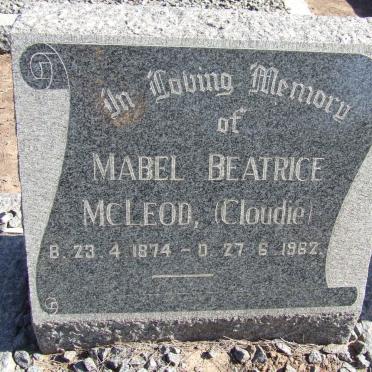 In Loving Memory
of
MABEL BEATRICE
McLEOD, (Cloudie)
B. 23. 4. 1874 – D. 27. 6. 1962.